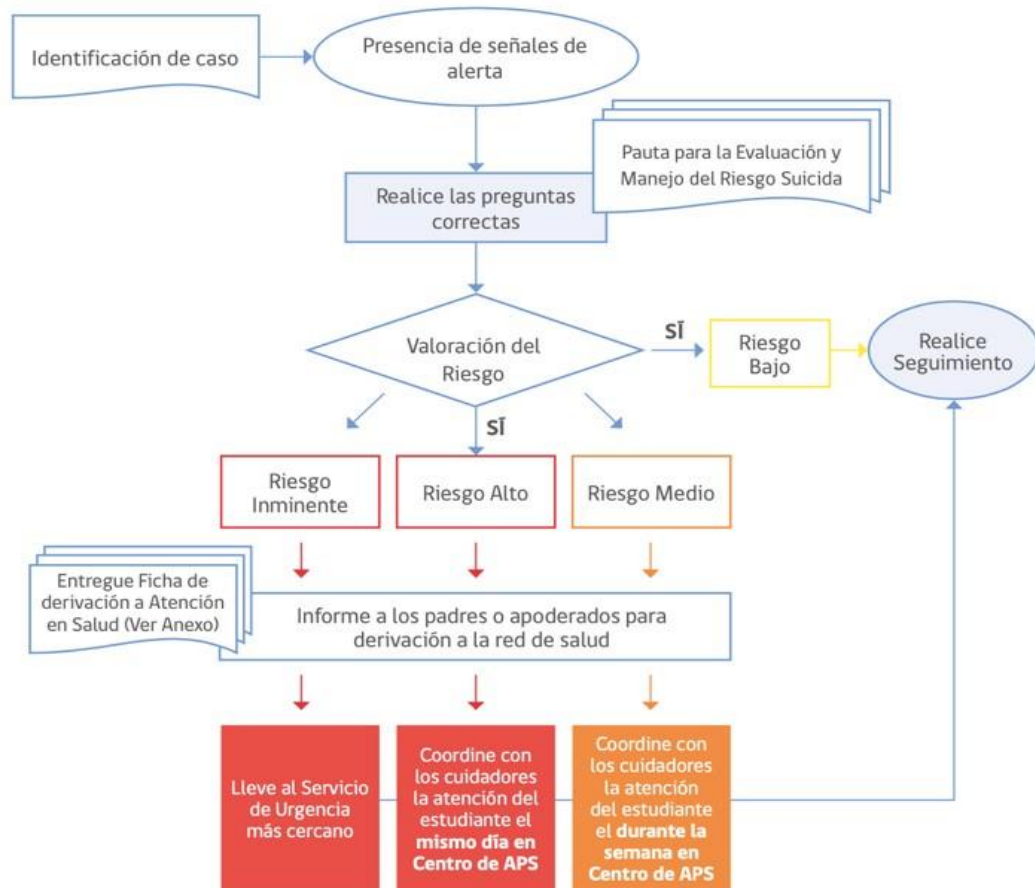 Identificación de caso
Presencia de señales de
alerta
Pauta para la Evaluación y
Manejo del Riesgo Suicida
Realice las preguntas
correctas
Valoración del
Riesgo
SÍ
Riesgo
Bajo
Realice
Seguimiento
SÍ
Riesgo
Inminente
Riesgo Alto
Riesgo Medio
Entregue Ficha de
derivación a Atención
en Salud (Ver Anexo)
Informe a los padres o apoderados para
derivación a la red de salud
Lleve al Servicio
de Urgencia
más cercano
Coordine con
los cuidadores
la atención del
estudiante el
mismo día en
Centro de APS
Coordine con
los cuidadores
la atención
del estudiante
el durante la
semana en
Centro de APS